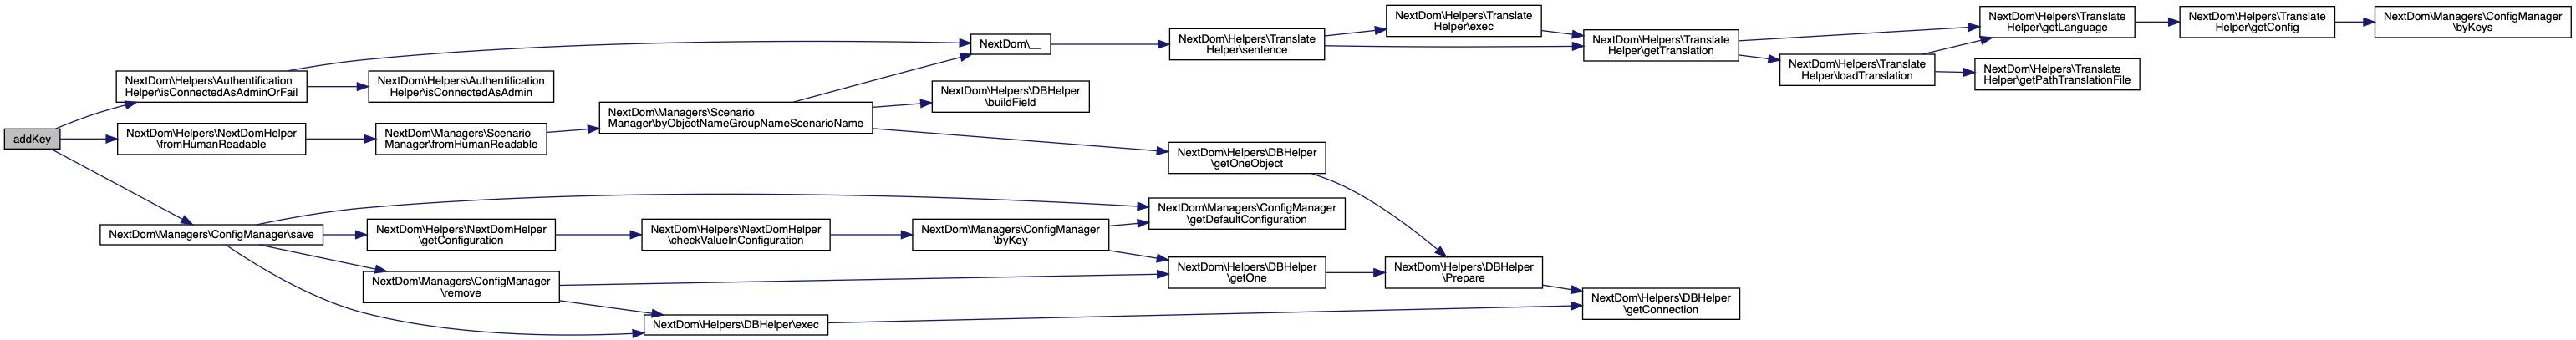 addKey
NextDom\Helpers\Authentification
Helper\isConnectedAsAdminOrFail
NextDom\Helpers\Authentification
Helper\isConnectedAsAdmin
NextDom\Helpers\NextDomHelper
\fromHumanReadable
NextDom\Managers\Scenario
Manager\fromHumanReadable
NextDom\Managers\Scenario
Manager\byObjectNameGroupNameScenarioName
NextDom\__
NextDom\Helpers\DBHelper
\buildField
NextDom\Helpers\Translate
Helper\sentence
NextDom\Helpers\Translate
Helper\exec
NextDom\Helpers\Translate
Helper\getTranslation
NextDom\Helpers\Translate
Helper\loadTranslation
NextDom\Helpers\Translate
Helper\getLanguage
NextDom\Helpers\Translate
Helper\getPathTranslationFile
NextDom\Helpers\Translate
Helper\getConfig
NextDom\Managers\ConfigManager
\byKeys
NextDom\Helpers\DBHelper
\getOneObject
NextDom\Managers\ConfigManager\save
NextDom\Helpers\NextDomHelper
\getConfiguration
NextDom\Helpers\NextDomHelper
\checkValueInConfiguration
NextDom\Managers\ConfigManager
\byKey
NextDom\Managers\ConfigManager
\getDefaultConfiguration
NextDom\Helpers\DBHelper
\getOne
NextDom\Helpers\DBHelper
\Prepare
NextDom\Managers\ConfigManager
\remove
NextDom\Helpers\DBHelper\exec
NextDom\Helpers\DBHelper
\getConnection